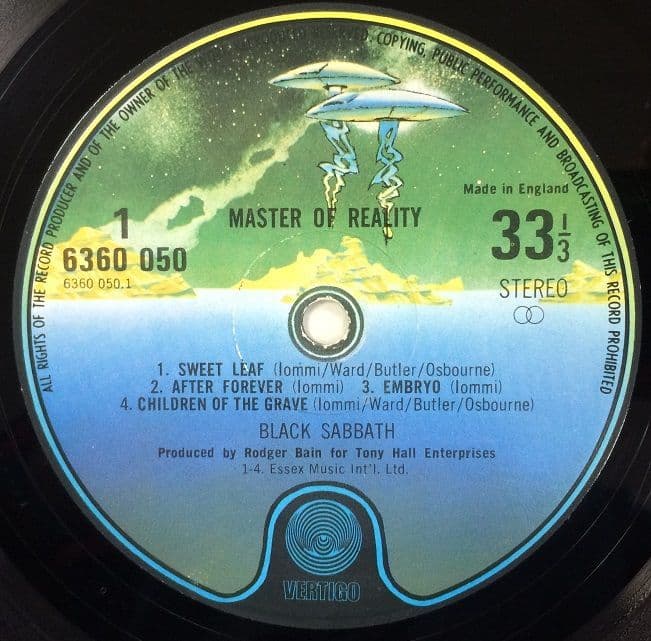 ALL RIGHTS OF THE RECORD PRODUCER AND OF THE OWNER OF THE COPYING, PUBLIC PERFORMANCE AND BROADCASTING OF THIS RECORD PROHIBITED
Made in England
1 MASTER OF REALITY 33 1/3
6360 050
6360 050.1 STEREO
1. SWEET LEAF (Iommi/Ward/Butler/Osbourne)
2. AFTER FOREVER (Iommi) 3. EMBRYO (Iommi)
4. CHILDREN OF THE GRAVE (Iommi/Ward/Butler/Osbourne)
BLACK SABBATH
Produced by Rodger Bain for Tony Hall Enterprises
1-4. Essex Music Int'l. Ltd.
VERTIGO